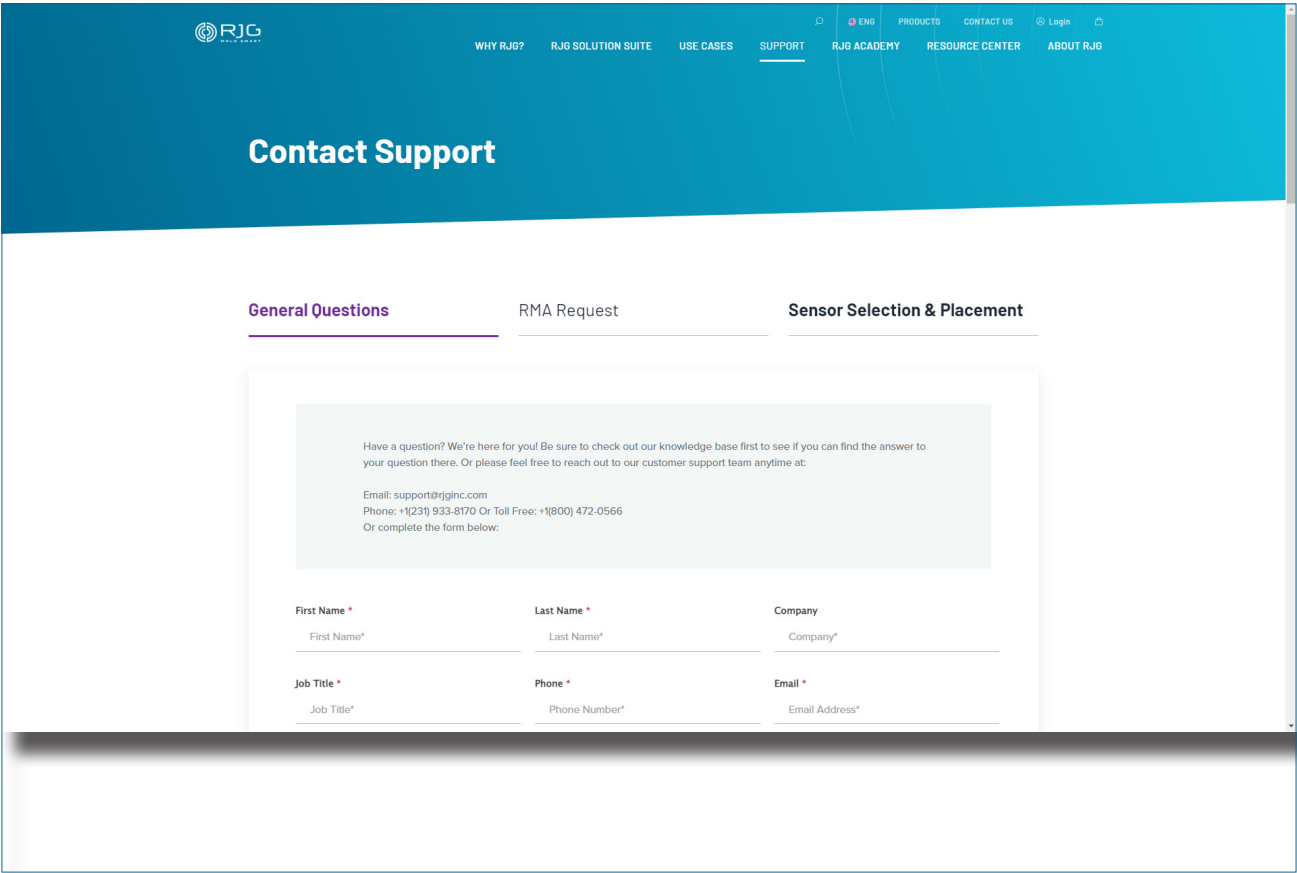 RJG
MOLD SMART
ENG PRODUCTS CONTACT US Login
WHY RJG? RJG SOLUTION SUITE USE CASES SUPPORT RJG ACADEMY RESOURCE CENTER ABOUT RJG
Contact Support
General Questions RMA Request Sensor Selection & Placement
Have a question? We're here for you! Be sure to check out our knowledge base first to see if you can find the answer to
your question there. Or please feel free to reach out to our customer support team anytime at:
Email: support@rjginc.com
Phone: +1(231) 933-8170 Or Toll Free: +1(800) 472-0566
Or complete the form below:
First Name * Last Name * Company
First Name* Last Name* Company*
Job Title * Phone * Email *
Job Title* Phone Number* Email Address*